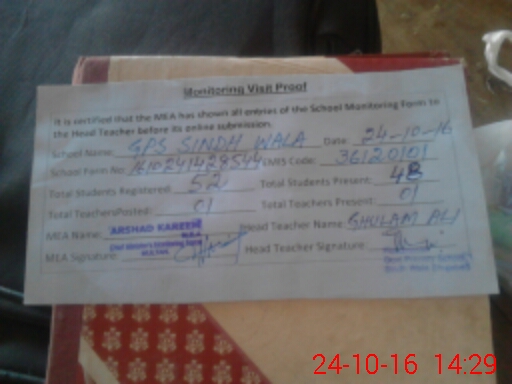 Monitoring Visit Proof
It is certified that the MEA has shown all entries of the School Monitoring Form to
the Head Teacher before its online submission.
School Name: GPS SINDH WALA Date: 24-10-16
School Form No: EMIS Code: 36120101
Total Students Registered: 52 Total Students Present: 48
Total Teachers Posted: 01 Total Teachers Present: 01
MEA Name: ARSHAD KAREEM Head Teacher Name: GHULAM ALI
MEA Signature: Head Teacher Signature:
24-10-16 14:29